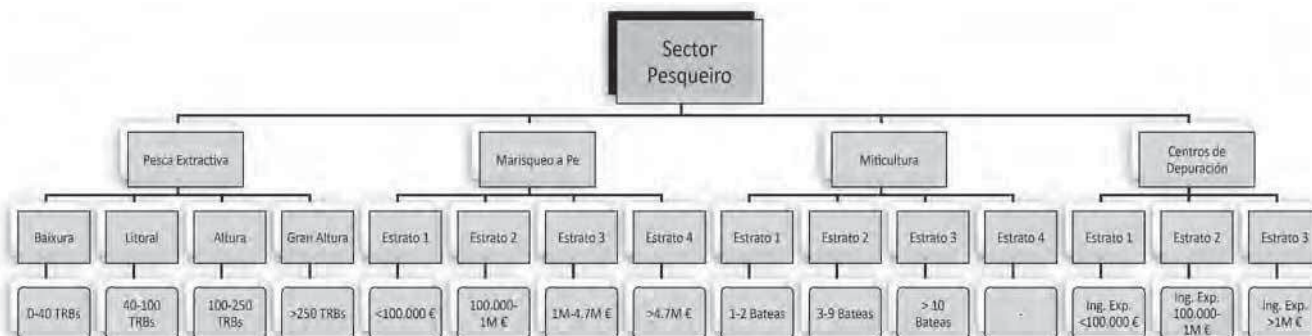 Sector
Pesqueiro
Pesca Extractiva
Marisqueo a Pe
Miticultura
Centros de
Depuración
Baixura
Litoral
Altura
Gran Altura
Estrato 1
Estrato 2
Estrato 3
Estrato 4
Estrato 1
Estrato 2
Estrato 3
Estrato 4
Estrato 1
Estrato 2
Estrato 3
0-40 TRBs
40-100
TRBs
100-250
TRBs
>250 TRBs
<100.000 €
100.000-
1M €
1M-4.7M €
>4.7M €
1-2 Bateas
3-9 Bateas
> 10
Bateas
-
Ing. Exp.
<100.000 €
Ing. Exp.
100.000-
1M €
Ing. Exp.
>1M €